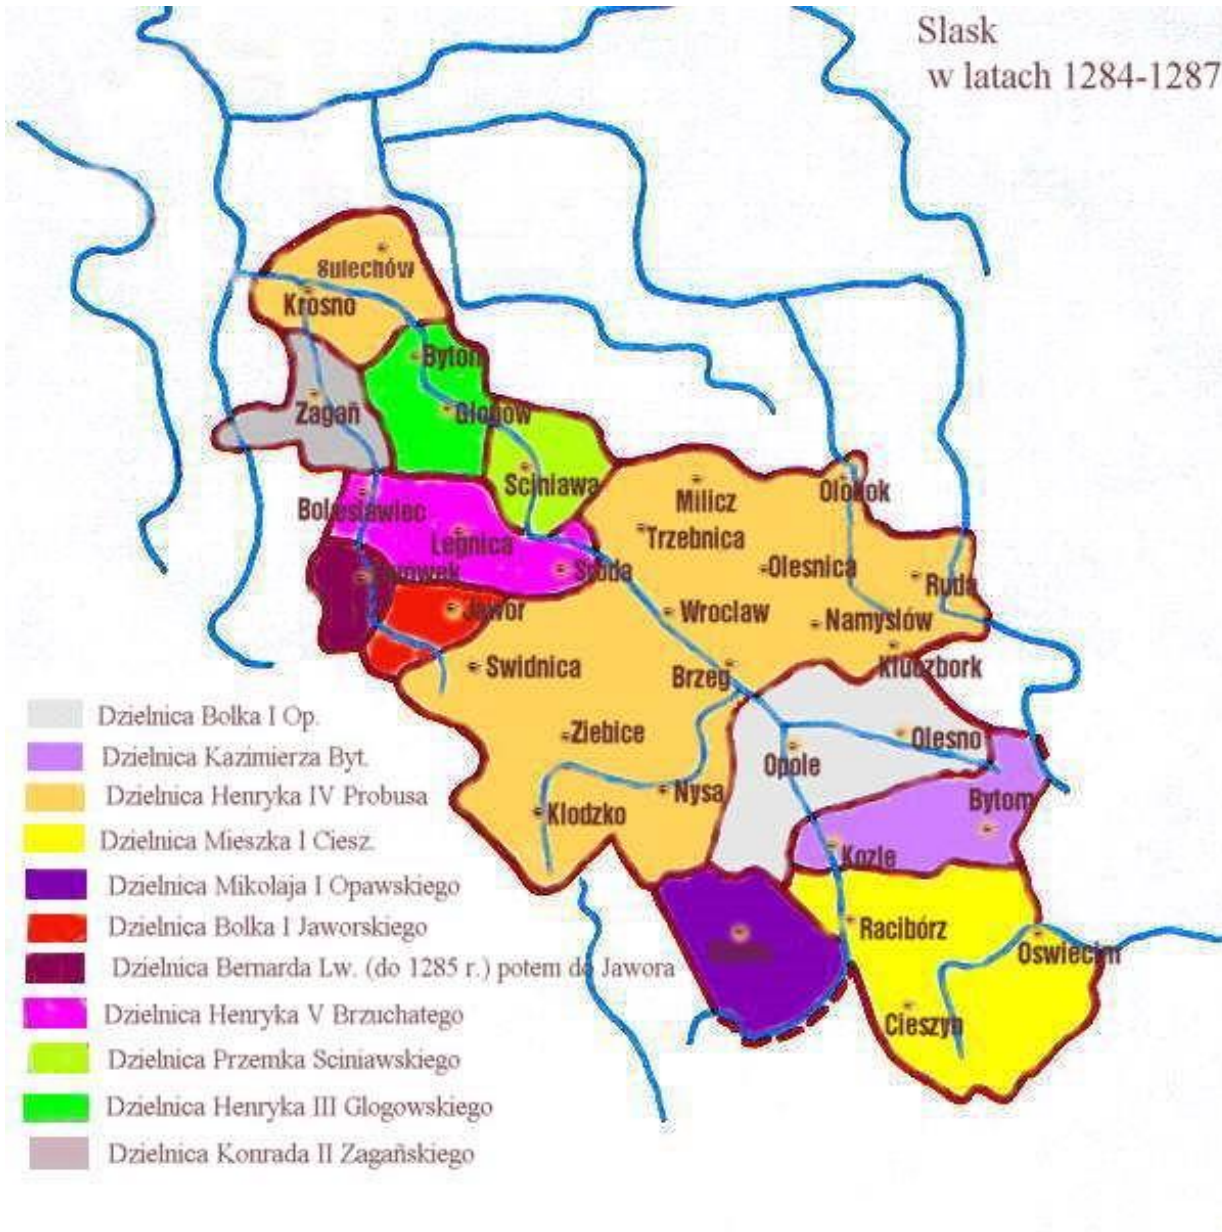 Slask
w latach 1284-1287
Sulechów
Krosno
Bytom
Zagań
Glogów
Sciniawa
Milicz
Olobok
Bolesławiec
Legnica
Trzebnica
Sroda
Olesnica
Ruda
Jawor
Wroclaw
Namyslów
Swidnica
Brzeg
Kluczbork
Ziebice
Olesno
Opole
Nysa
Bytom
Klodzko
Kozle
Racibórz
Oswiecim
Cieszyn
Dzielnica Bolka I Op.
Dzielnica Kazimierza Byt.
Dzielnica Henryka IV Probusa
Dzielnica Mieszka I Ciesz.
Dzielnica Mikolaja I Opawskiego
Dzielnica Bolka I Jaworskiego
Dzielnica Bernarda Lw. (do 1285 r.) potem do Jawora
Dzielnica Henryka V Brzuchatego
Dzielnica Przemka Scinawskiego
Dzielnica Henryka III Glogowskiego
Dzielnica Konrada II Zagańskiego